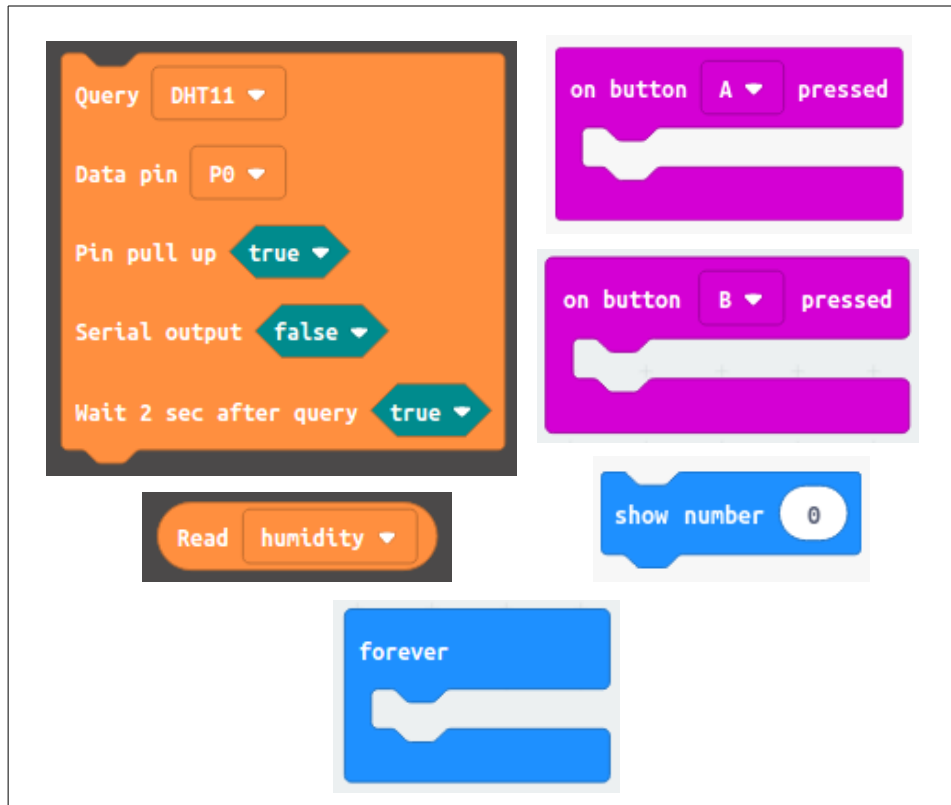 Query DHT11
Data pin P0
Pin pull up true
Serial output false
Wait 2 sec after query true
on button A pressed
on button B pressed
Read humidity
show number 0
forever